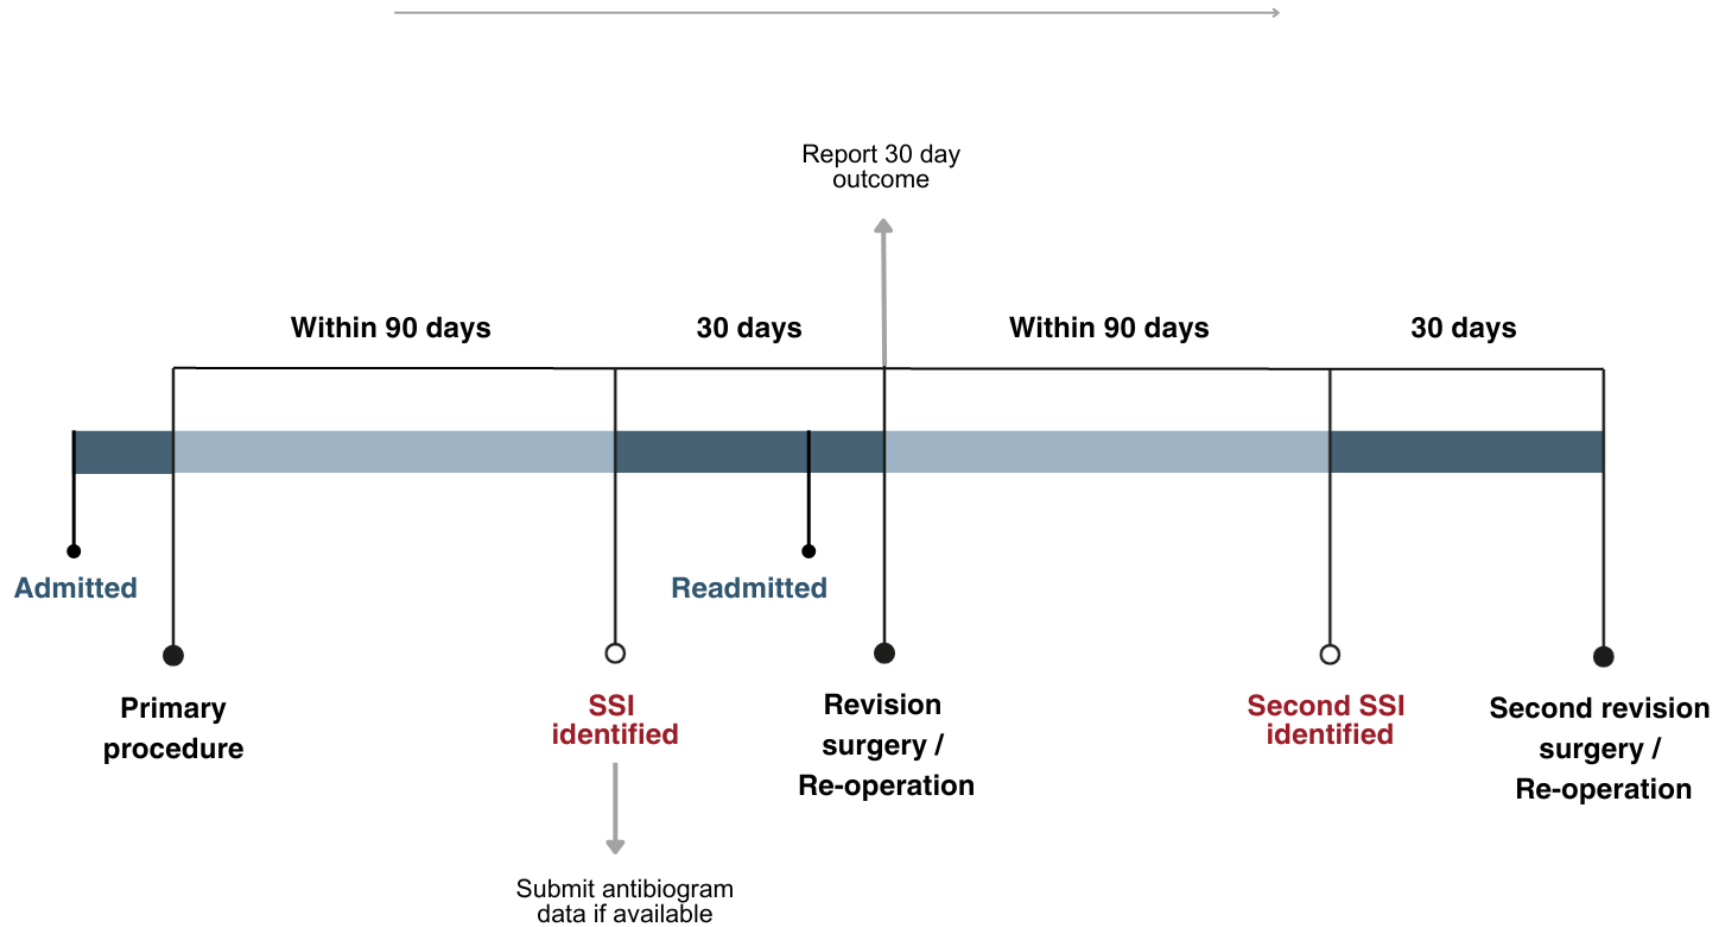 Report 30 day
outcome
Within 90 days
30 days
Within 90 days
30 days
Admitted
Readmitted
Primary
procedure
SSI
identified
Revision
surgery /
Re-operation
Second SSI
identified
Second revision
surgery /
Re-operation
Submit antibiogram
data if available